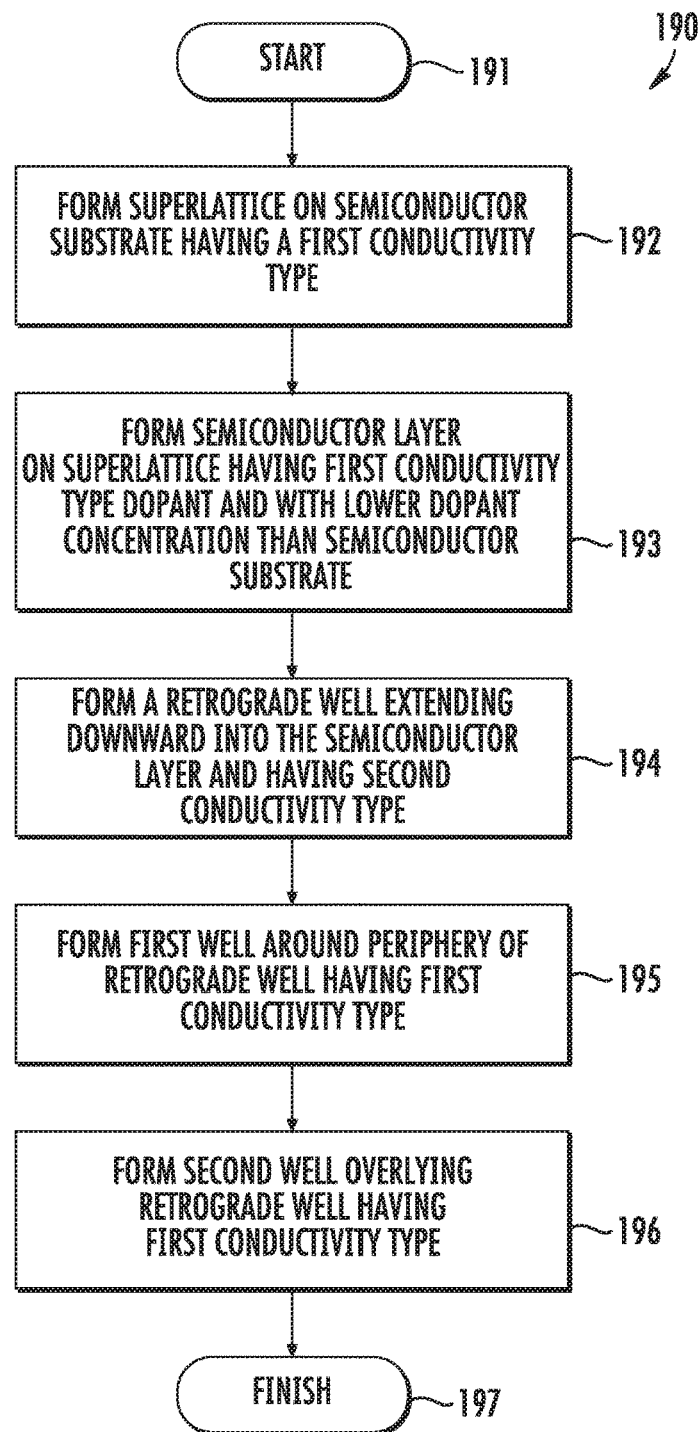 190
START
191
FORM SUPERLATTICE ON SEMICONDUCTOR
SUBSTRATE HAVING A FIRST CONDUCTIVITY
TYPE
192
FORM SEMICONDUCTOR LAYER
ON SUPERLATTICE HAVING FIRST CONDUCTIVITY
TYPE DOPANT AND WITH LOWER DOPANT
CONCENTRATION THAN SEMICONDUCTOR
SUBSTRATE
193
FORM A RETROGRADE WELL EXTENDING
DOWNWARD INTO THE SEMICONDUCTOR
LAYER AND HAVING SECOND
CONDUCTIVITY TYPE
194
FORM FIRST WELL AROUND PERIPHERY OF
RETROGRADE WELL HAVING FIRST
CONDUCTIVITY TYPE
195
FORM SECOND WELL OVERLYING
RETROGRADE WELL HAVING
FIRST CONDUCTIVITY TYPE
196
FINISH
197